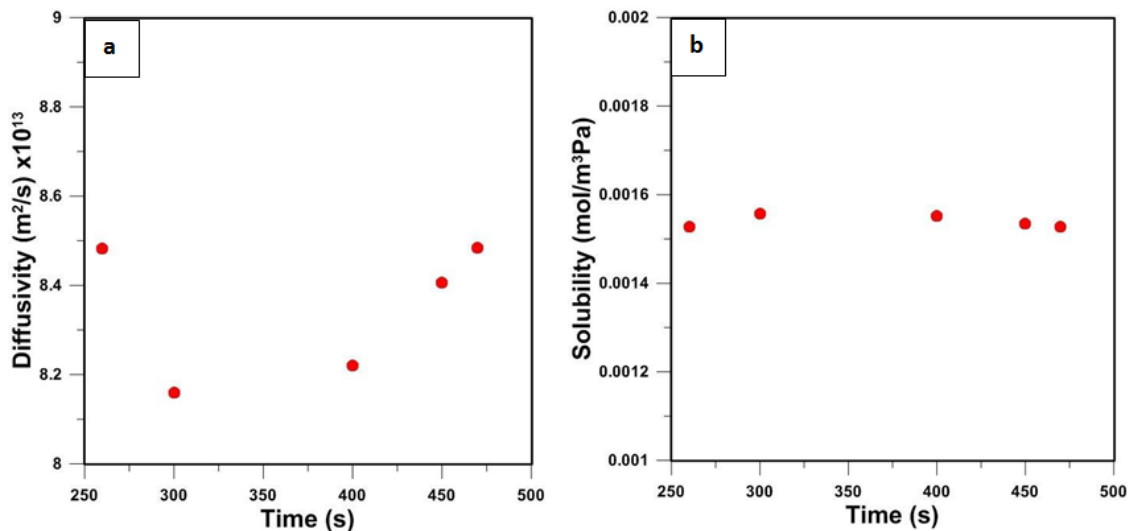 a
9
8.8
8.6
8.4
8.2
8
Diffusivity (m²/s) x10¹³
250 300 350 400 450 500
Time (s)
b
0.002
0.0018
0.0016
0.0014
0.0012
0.001
Solubility (mol/m³Pa)
250 300 350 400 450 500
Time (s)